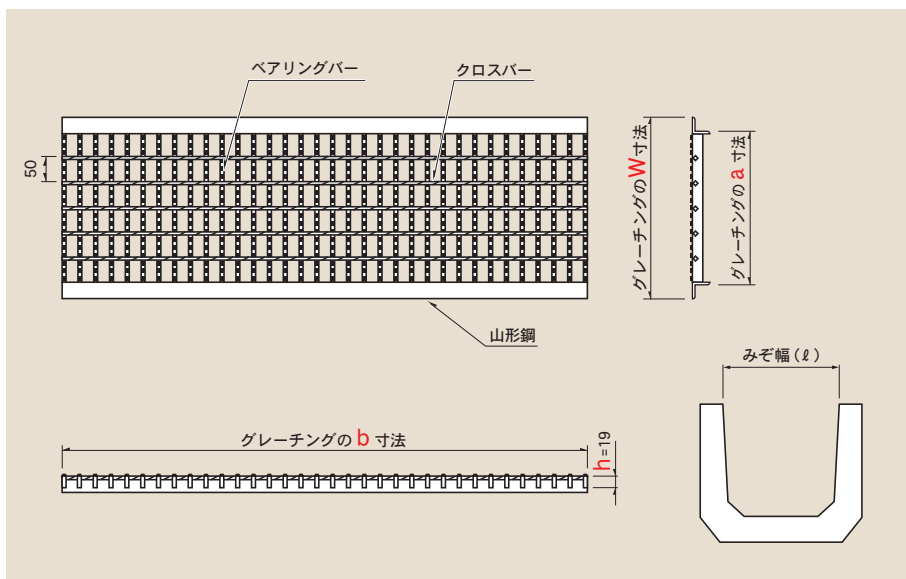 ベアリングバー
クロスバー
50
グレーチングのW寸法
グレーチングのa寸法
山形鋼
みぞ幅(ℓ)
グレーチングのb寸法
h=19